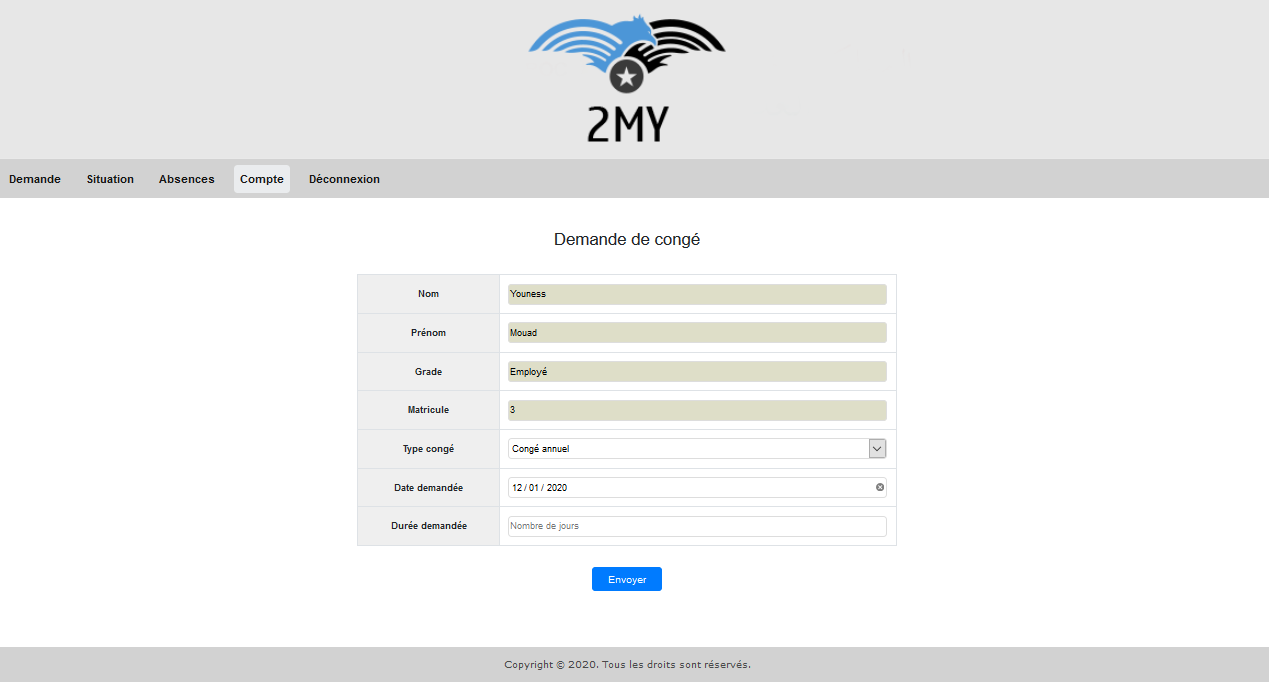 2MY
Demande Situation Absences Compte Déconnexion
Demande de congé
Nom Youness
Prénom Mouad
Grade Employé
Matricule 3
Type congé Congé annuel
Date demandée 12 / 01 / 2020
Durée demandée Nombre de jours
Envoyer
Copyright © 2020. Tous les droits sont réservés.